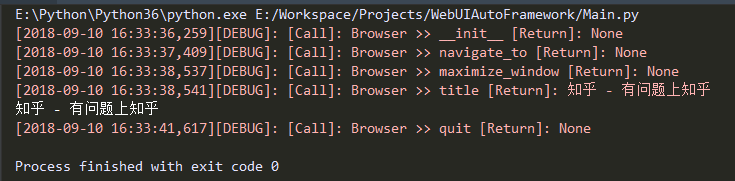 E:\Python\Python36\python.exe E:/Workspace/Projects/WebUIAutoFramework/Main.py
[2018-09-10 16:33:36,259][DEBUG]: [Call]: Browser >> __init__ [Return]: None
[2018-09-10 16:33:37,409][DEBUG]: [Call]: Browser >> navigate_to [Return]: None
[2018-09-10 16:33:38,537][DEBUG]: [Call]: Browser >> maximize_window [Return]: None
[2018-09-10 16:33:38,541][DEBUG]: [Call]: Browser >> title [Return]: 知乎 - 有问题上知乎
知乎 - 有问题上知乎
[2018-09-10 16:33:41,617][DEBUG]: [Call]: Browser >> quit [Return]: None
Process finished with exit code 0